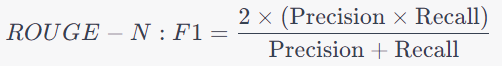 ROUGE − N : F1 = 2 × (Precision × Recall) / Precision + Recall